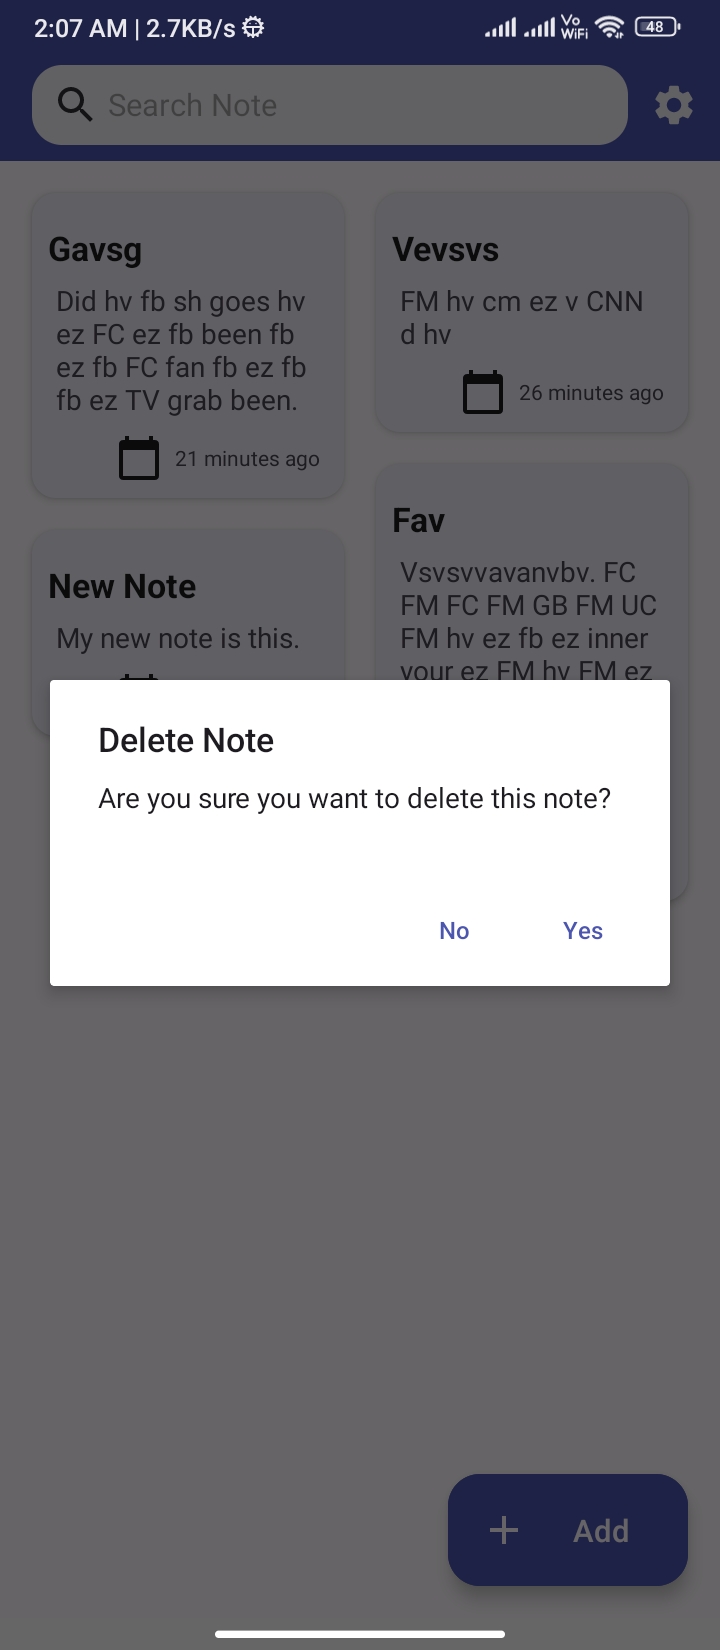 2:07 AM | 2.7KB/s
Vo
WiFi
48
Search Note
Gavsg
Did hv fb sh goes hv
ez FC ez fb been fb
ez fb FC fan fb ez fb
fb ez TV grab been.
21 minutes ago
Vevsvs
FM hv cm ez v CNN
d hv
26 minutes ago
New Note
My new note is this.
Fav
Vsvsvvavanvbv. FC
FM FC FM GB FM UC
FM hv ez fb ez inner
your ez FM hv FM ez
Delete Note
Are you sure you want to delete this note?
No Yes
Add